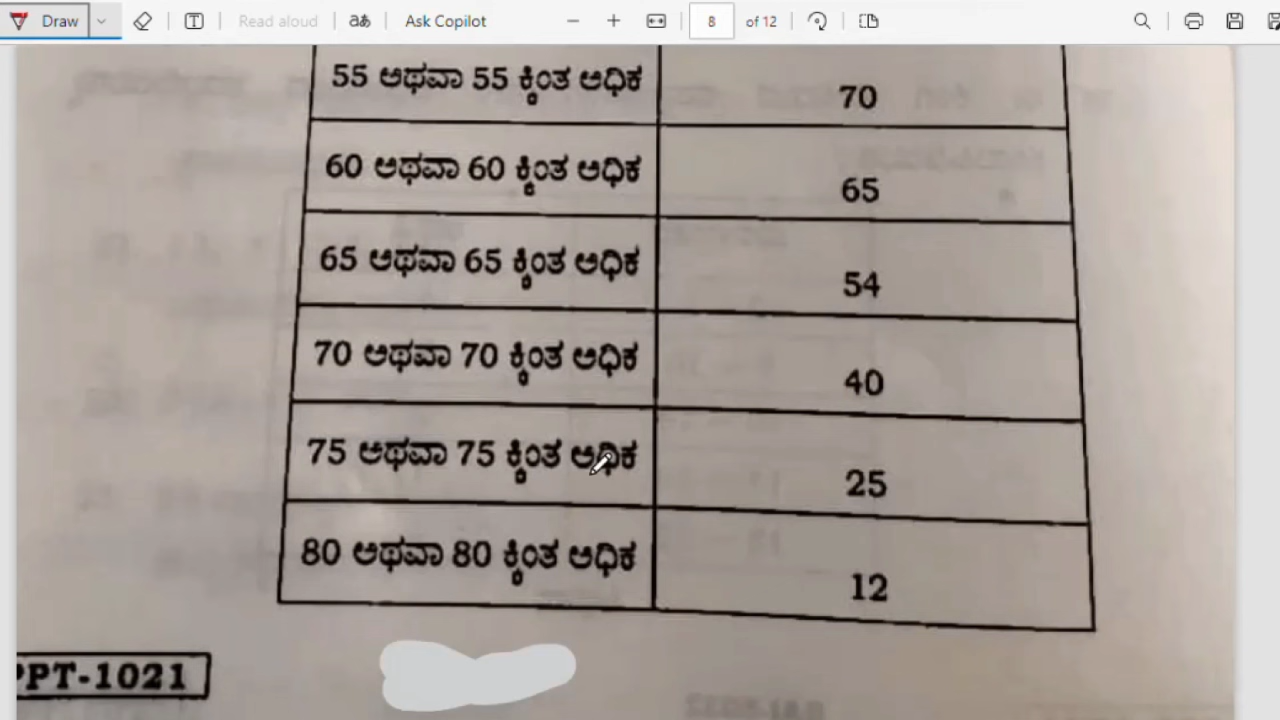 Draw
Read aloud
aあ
Ask Copilot
8
of 12
55 ಅಥವಾ 55 ಕ್ಕಿಂತ ಅಧಿಕ 70
60 ಅಥವಾ 60 ಕ್ಕಿಂತ ಅಧಿಕ 65
65 ಅಥವಾ 65 ಕ್ಕಿಂತ ಅಧಿಕ 54
70 ಅಥವಾ 70 ಕ್ಕಿಂತ ಅಧಿಕ 40
75 ಅಥವಾ 75 ಕ್ಕಿಂತ ಅಧಿಕ 25
80 ಅಥವಾ 80 ಕ್ಕಿಂತ ಅಧಿಕ 12
PPT-1021